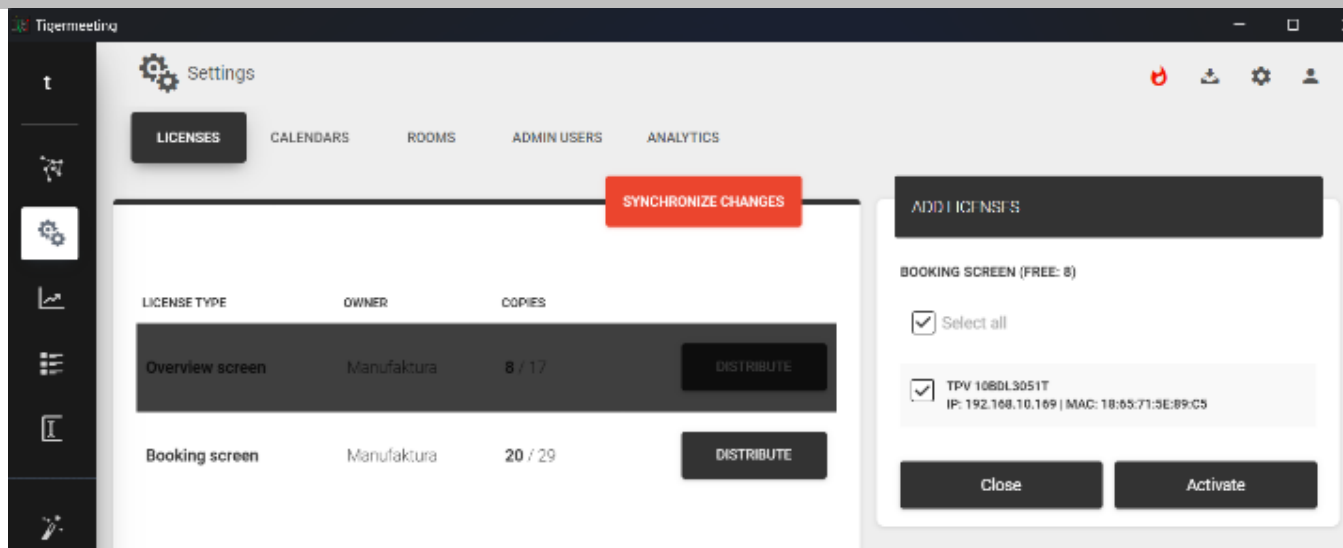 Tigermeeting
t
Settings
LICENSES CALENDARS ROOMS ADMIN USERS ANALYTICS
SYNCHRONIZE CHANGES
LICENSE TYPE OWNER COPIES
Overview screen Manufaktura 8 / 17 DISTRIBUTE
Booking screen Manufaktura 20 / 29 DISTRIBUTE
ADD LICENSES
BOOKING SCREEN (FREE: 8)
Select all
TPV 10BDL3051T
IP: 192.168.10.169 | MAC: 18:65:71:5E:89:C5
Close Activate